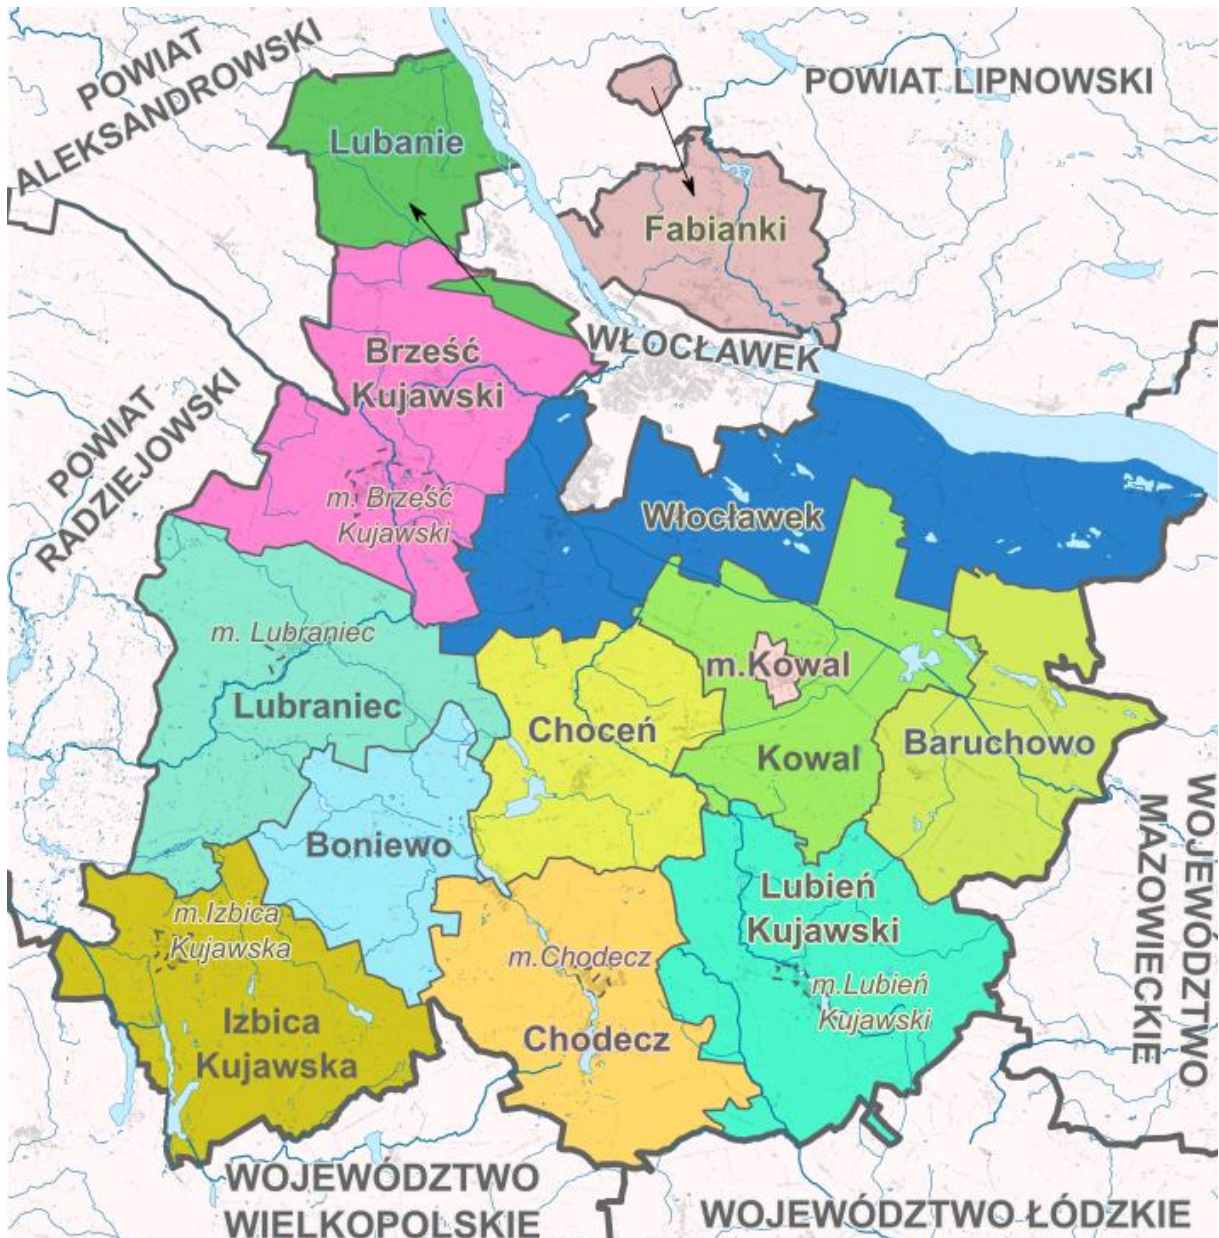 POWIAT
ALEKSANDROWSKI
POWIAT LIPNOWSKI
Lubanie
Fabianki
WŁOCŁAWEK
Brześć
Kujawski
POWIAT
RADZIEJOWSKI
m. Brześć
Kujawski
Włocławek
m. Lubraniec
Lubraniec
m.Kowal
Choceń
Kowal
Baruchowo
Boniewo
WOJEWÓDZTWO
MAZOWIECKIE
Lubień
Kujawski
m.Izbica
Kujawska
m.Chodecz
m.Lubień
Kujawski
Izbica
Kujawska
Chodecz
WOJEWÓDZTWO
WIELKOPOLSKIE
WOJEWÓDZTWO ŁÓDZKIE